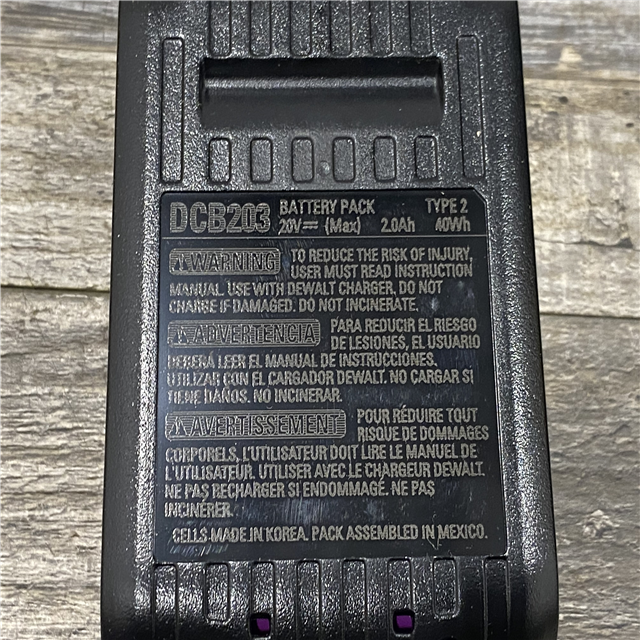 DCB203 BATTERY PACK TYPE 2
20V⎓ (Max) 2.0Ah 40Wh
⚠WARNING TO REDUCE THE RISK OF INJURY,
USER MUST READ INSTRUCTION
MANUAL. USE WITH DEWALT CHARGER. DO NOT
CHARGE IF DAMAGED. DO NOT INCINERATE.
⚠ADVERTENCIA PARA REDUCIR EL RIESGO
DE LESIONES, EL USUARIO
DEBERÁ LEER EL MANUAL DE INSTRUCCIONES.
UTILIZAR CON EL CARGADOR DEWALT. NO CARGAR SI
TIENE DAÑOS. NO INCINERAR.
⚠AVERTISSEMENT POUR RÉDUIRE TOUT
RISQUE DE DOMMAGES
CORPORELS, L'UTILISATEUR DOIT LIRE LE MANUEL DE
L'UTILISATEUR. UTILISER AVEC LE CHARGEUR DEWALT.
NE PAS RECHARGER SI ENDOMMAGÉ. NE PAS
INCINÉRER.
CELLS MADE IN KOREA. PACK ASSEMBLED IN MEXICO.